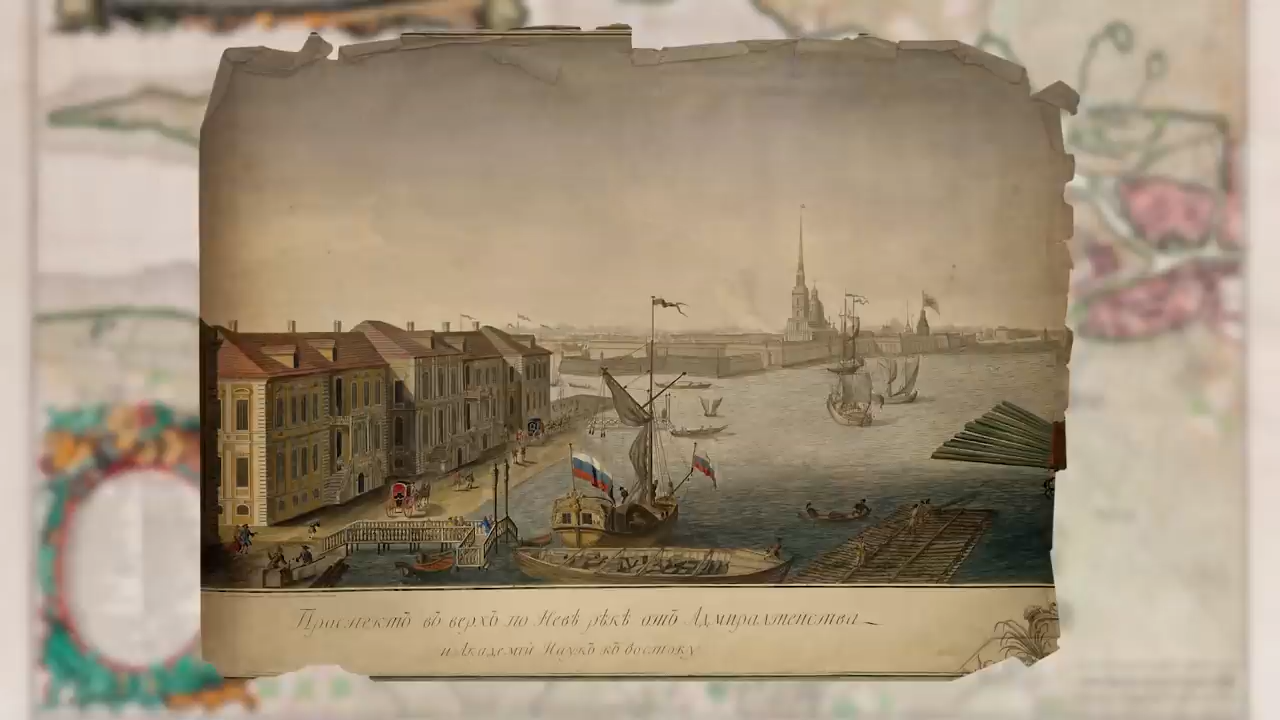 Проспектъ въ верхъ по Невѣ рѣкѣ отъ Адмиралтейства
и Академїи Наукъ къ востоку